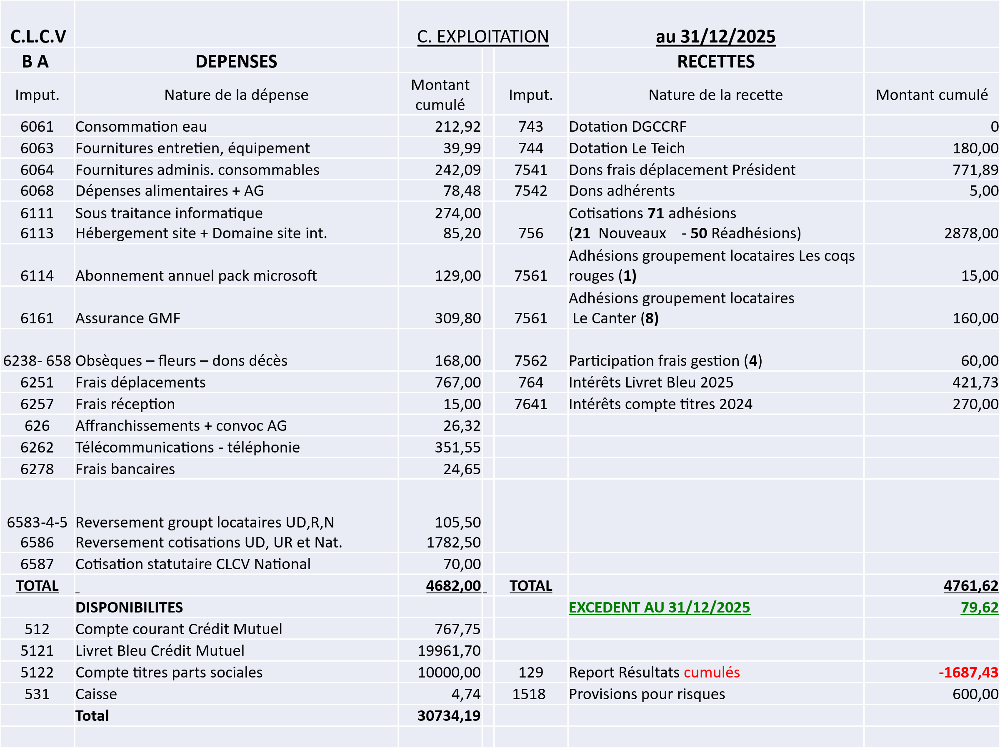 C.L.C.V C. EXPLOITATION au 31/12/2025
B A DEPENSES RECETTES
Imput. Nature de la dépense Montant cumulé Imput. Nature de la recette Montant cumulé
6061 Consommation eau 212,92 743 Dotation DGCCRF 0
6063 Fournitures entretien, équipement 39,99 744 Dotation Le Teich 180,00
6064 Fournitures adminis. consommables 242,09 7541 Dons frais déplacement Président 771,89
6068 Dépenses alimentaires + AG 78,48 7542 Dons adhérents 5,00
6111 Sous traitance informatique 274,00 Cotisations 71 adhésions
6113 Hébergement site + Domaine site int. 85,20 756 (21 Nouveaux - 50 Réadhésions) 2878,00
Adhésions groupement locataires Les coqs
6114 Abonnement annuel pack microsoft 129,00 7561 rouges (1) 15,00
Adhésions groupement locataires
6161 Assurance GMF 309,80 7561 Le Canter (8) 160,00
6238- 658 Obsèques – fleurs – dons décès 168,00 7562 Participation frais gestion (4) 60,00
6251 Frais déplacements 767,00 764 Intérêts Livret Bleu 2025 421,73
6257 Frais réception 15,00 7641 Intérêts compte titres 2024 270,00
626 Affranchissements + convoc AG 26,32
6262 Télécommunications - téléphonie 351,55
6278 Frais bancaires 24,65
6583-4-5 Reversement groupt locataires UD,R,N 105,50
6586 Reversement cotisations UD, UR et Nat. 1782,50
6587 Cotisation statutaire CLCV National 70,00
TOTAL 4682,00 TOTAL 4761,62
DISPONIBILITES EXCEDENT AU 31/12/2025 79,62
512 Compte courant Crédit Mutuel 767,75
5121 Livret Bleu Crédit Mutuel 19961,70
5122 Compte titres parts sociales 10000,00 129 Report Résultats cumulés -1687,43
531 Caisse 4,74 1518 Provisions pour risques 600,00
Total 30734,19